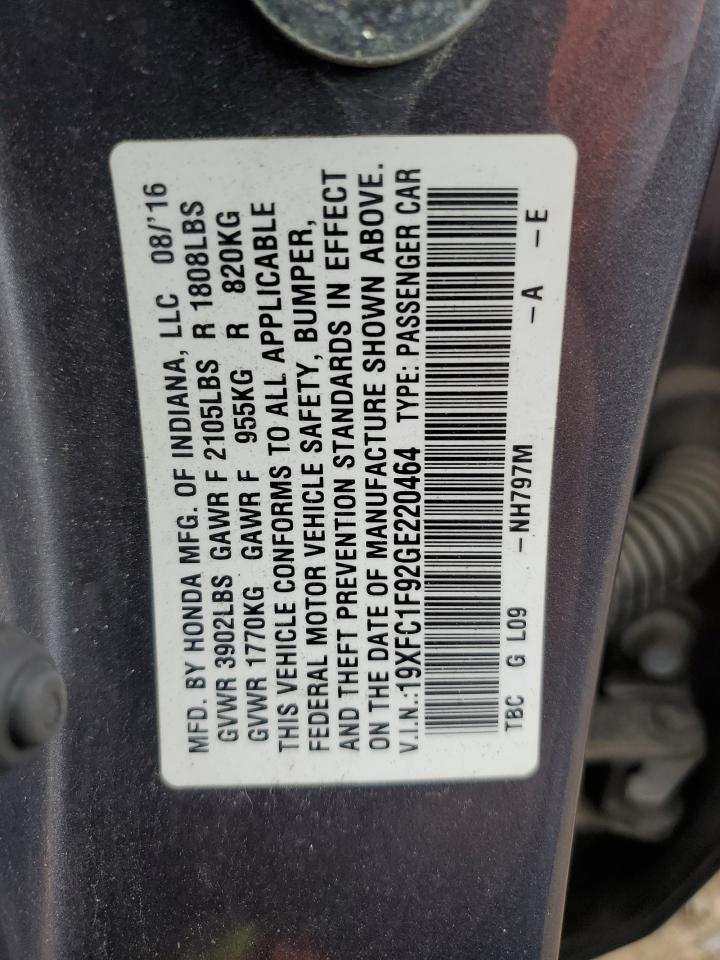 MFD. BY HONDA MFG. OF INDIANA, LLC 08/'16
GVWR 3902LBS GAWR F 2105LBS R 1808LBS
GVWR 1770KG GAWR F 955KG R 820KG
THIS VEHICLE CONFORMS TO ALL APPLICABLE
FEDERAL MOTOR VEHICLE SAFETY, BUMPER,
AND THEFT PREVENTION STANDARDS IN EFFECT
ON THE DATE OF MANUFACTURE SHOWN ABOVE.
V.I.N.:19XFC1F92GE220464 TYPE: PASSENGER CAR
TBC G L09 -NH797M -A -E